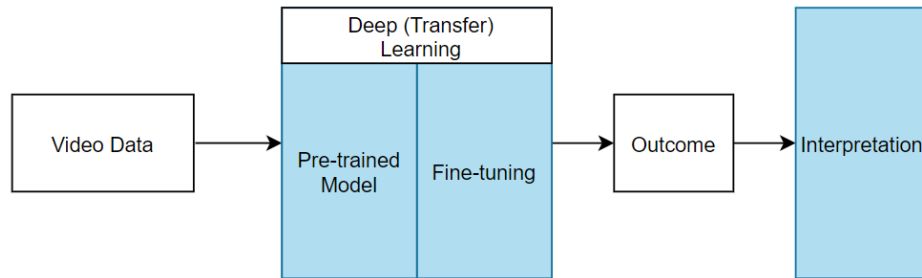 Deep (Transfer)
Learning
Video Data
Pre-trained
Model
Fine-tuning
Outcome
Interpretation